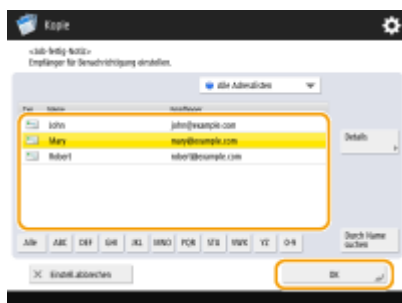 Kopie
<Job-fertig-Notiz>
Empfänger für Benachrichtigung einstellen.
Alle Adresslisten
Typ Name Empfänger
John john@example.com
Mary mary@example.com
Details
Robert robert@example.com
Alle ABC DEF GHI JKL MNO PQR STU VWX YZ 0-9
Durch Name suchen
Einstell. abbrechen
OK